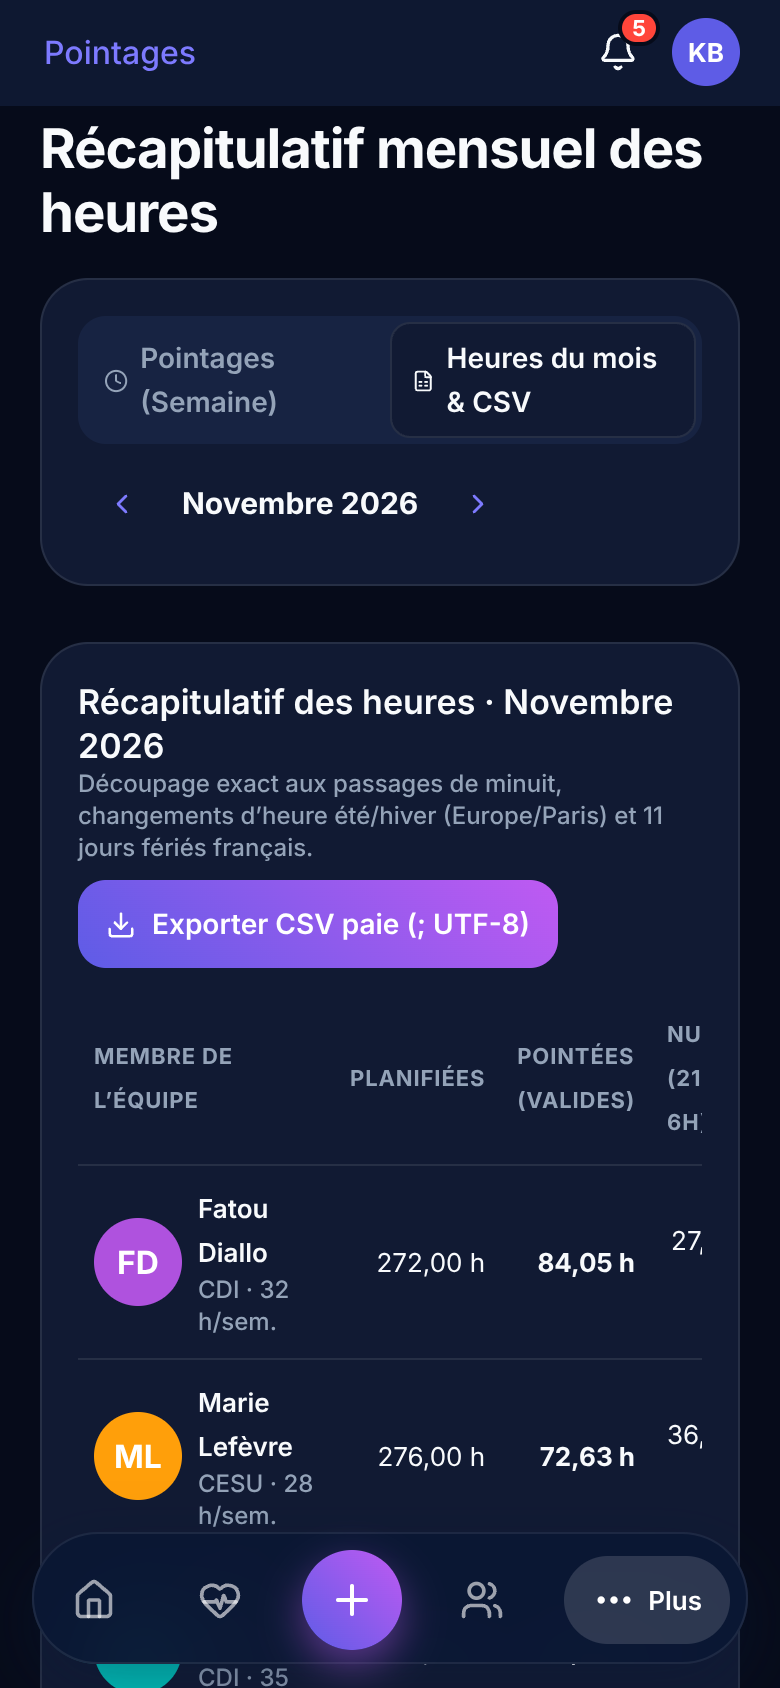 Pointages
5
KB
Récapitulatif mensuel des
heures
Pointages
(Semaine)
Heures du mois
& CSV
Novembre 2026
Récapitulatif des heures · Novembre
2026
Découpage exact aux passages de minuit,
changements d’heure été/hiver (Europe/Paris) et 11
jours fériés français.
Exporter CSV paie (; UTF-8)
MEMBRE DE
L’ÉQUIPE
PLANIFIÉES
POINTÉES
(VALIDES)
NU
(21
6H)
FD
Fatou
Diallo
CDI · 32
h/sem.
272,00 h
84,05 h
27,
ML
Marie
Lefèvre
CESU · 28
h/sem.
276,00 h
72,63 h
36,
Plus
CDI · 35